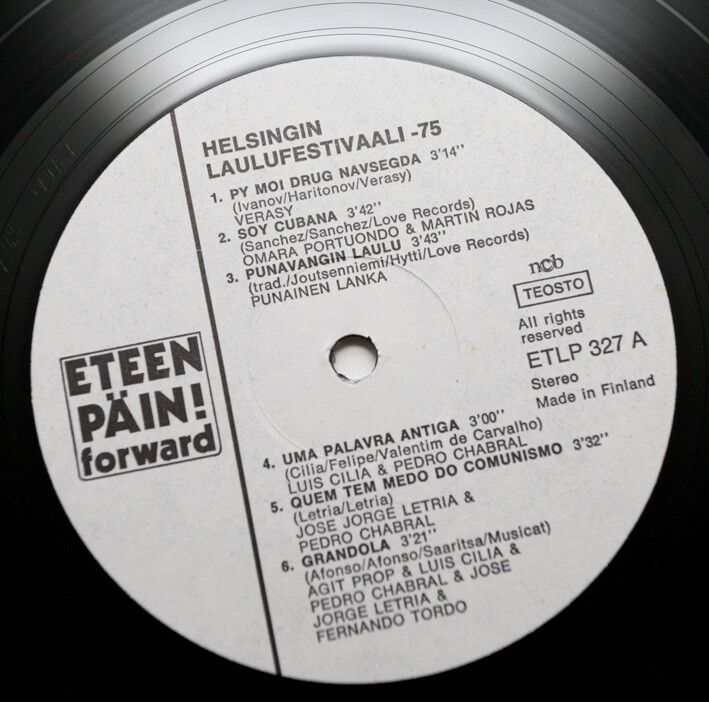 HELSINGIN
LAULUFESTIVAALI -75
1. PY MOI DRUG NAVSEGDA 3'14''
(Ivanov/Haritonov/Verasy)
VERASY
2. SOY CUBANA 3'42''
(Sanchez/Sanchez/Love Records)
OMARA PORTUONDO & MARTIN ROJAS
3. PUNAVANGIN LAULU 3'43''
(trad./Joutsenniemi/Hytti/Love Records)
PUNAINEN LANKA
ncb
TEOSTO
All rights
reserved
ETLP 327 A
Stereo
Made in Finland
ETEEN
PÄIN!
forward
4. UMA PALAVRA ANTIGA 3'00''
(Cilia/Felipe/Valentim de Carvalho)
LUIS CILIA & PEDRO CHABRAL
5. QUEM TEM MEDO DO COMUNISMO 3'32''
(Letria/Letria)
JOSE JORGE LETRIA &
PEDRO CHABRAL
6. GRANDOLA 3'21''
(Afonso/Afonso/Saaritsa/Musicat)
AGIT PROP & LUIS CILIA &
PEDRO CHABRAL & JOSE
JORGE LETRIA &
FERNANDO TORDO